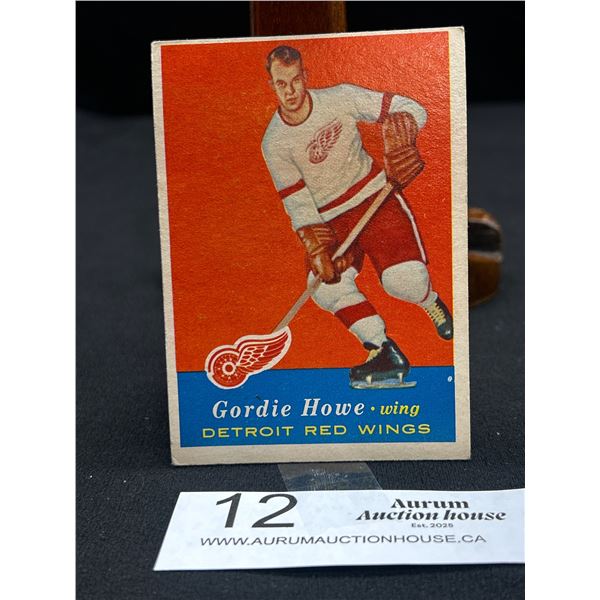 Gordie Howe • wing
DETROIT RED WINGS
12
Aurum
Auction house
Est. 2025
WWW.AURUMAUCTIONHOUSE.CA